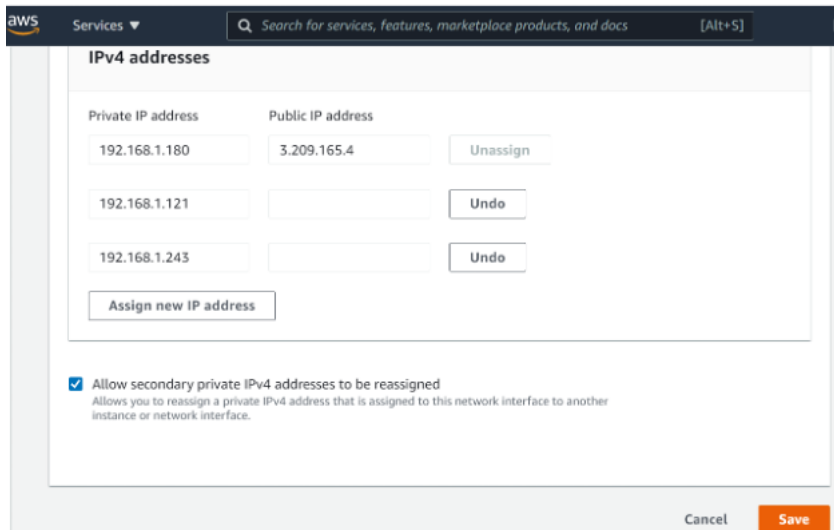 aws Services ▼ Search for services, features, marketplace products, and docs [Alt+S]
IPv4 addresses
Private IP address Public IP address
192.168.1.180 3.209.165.4 Unassign
192.168.1.121 Undo
192.168.1.243 Undo
Assign new IP address
Allow secondary private IPv4 addresses to be reassigned
Allows you to reassign a private IPv4 address that is assigned to this network interface to another
instance or network interface.
Cancel Save